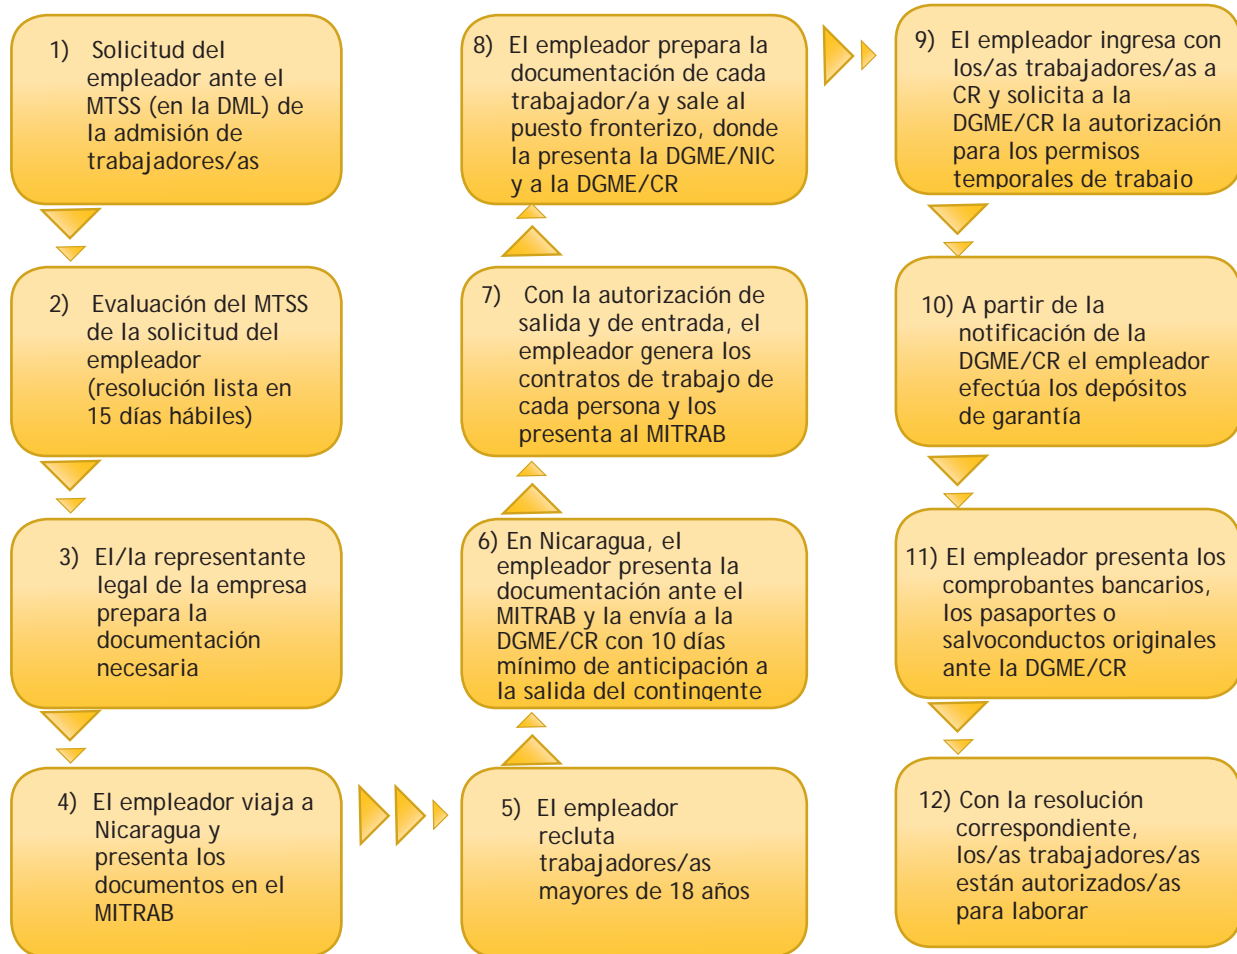 1) Solicitud del
empleador ante el
MTSS (en la DML) de
la admisión de
trabajadores/as
2) Evaluación del MTSS
de la solicitud del
empleador
(resolución lista en
15 días hábiles)
3) El/la representante
legal de la empresa
prepara la
documentación
necesaria
4) El empleador viaja a
Nicaragua y
presenta los
documentos en el
MITRAB
5) El empleador
recluta
trabajadores/as
mayores de 18 años
6) En Nicaragua, el
empleador presenta la
documentación ante el
MITRAB y la envía a la
DGME/CR con 10 días
mínimo de anticipación a
la salida del contingente
7) Con la autorización de
salida y de entrada, el
empleador genera los
contratos de trabajo de
cada persona y los
presenta al MITRAB
8) El empleador prepara la
documentación de cada
trabajador/a y sale al
puesto fronterizo, donde
la presenta la DGME/NIC
y a la DGME/CR
9) El empleador ingresa con
los/as trabajadores/as a
CR y solicita a la
DGME/CR la autorización
para los permisos
temporales de trabajo
10) A partir de la
notificación de la
DGME/CR el empleador
efectúa los depósitos
de garantía
11) El empleador presenta los
comprobantes bancarios,
los pasaportes o
salvoconductos originales
ante la DGME/CR
12) Con la resolución
correspondiente,
los/as trabajadores/as
están autorizados/as
para laborar